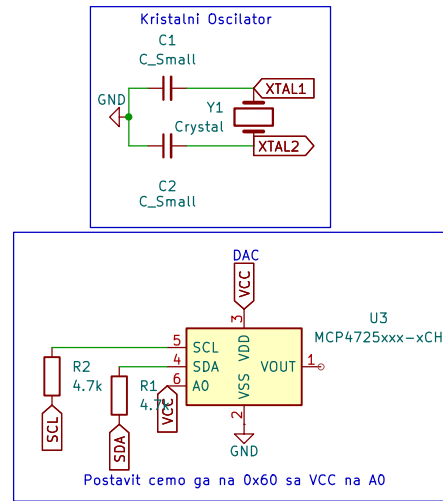 Kristalni Oscilator
C1
C_Small
GND
XTAL1
Y1
Crystal
XTAL2
C2
C_Small
DAC
VCC
U3
MCP4725xxx-xCH
3
VDD
5 SCL
4 SDA
6 A0
VOUT 1
VSS
2
GND
R2
4.7k
R1
4.7k
VCC
SCL
SDA
Postavit cemo ga na 0x60 sa VCC na A0